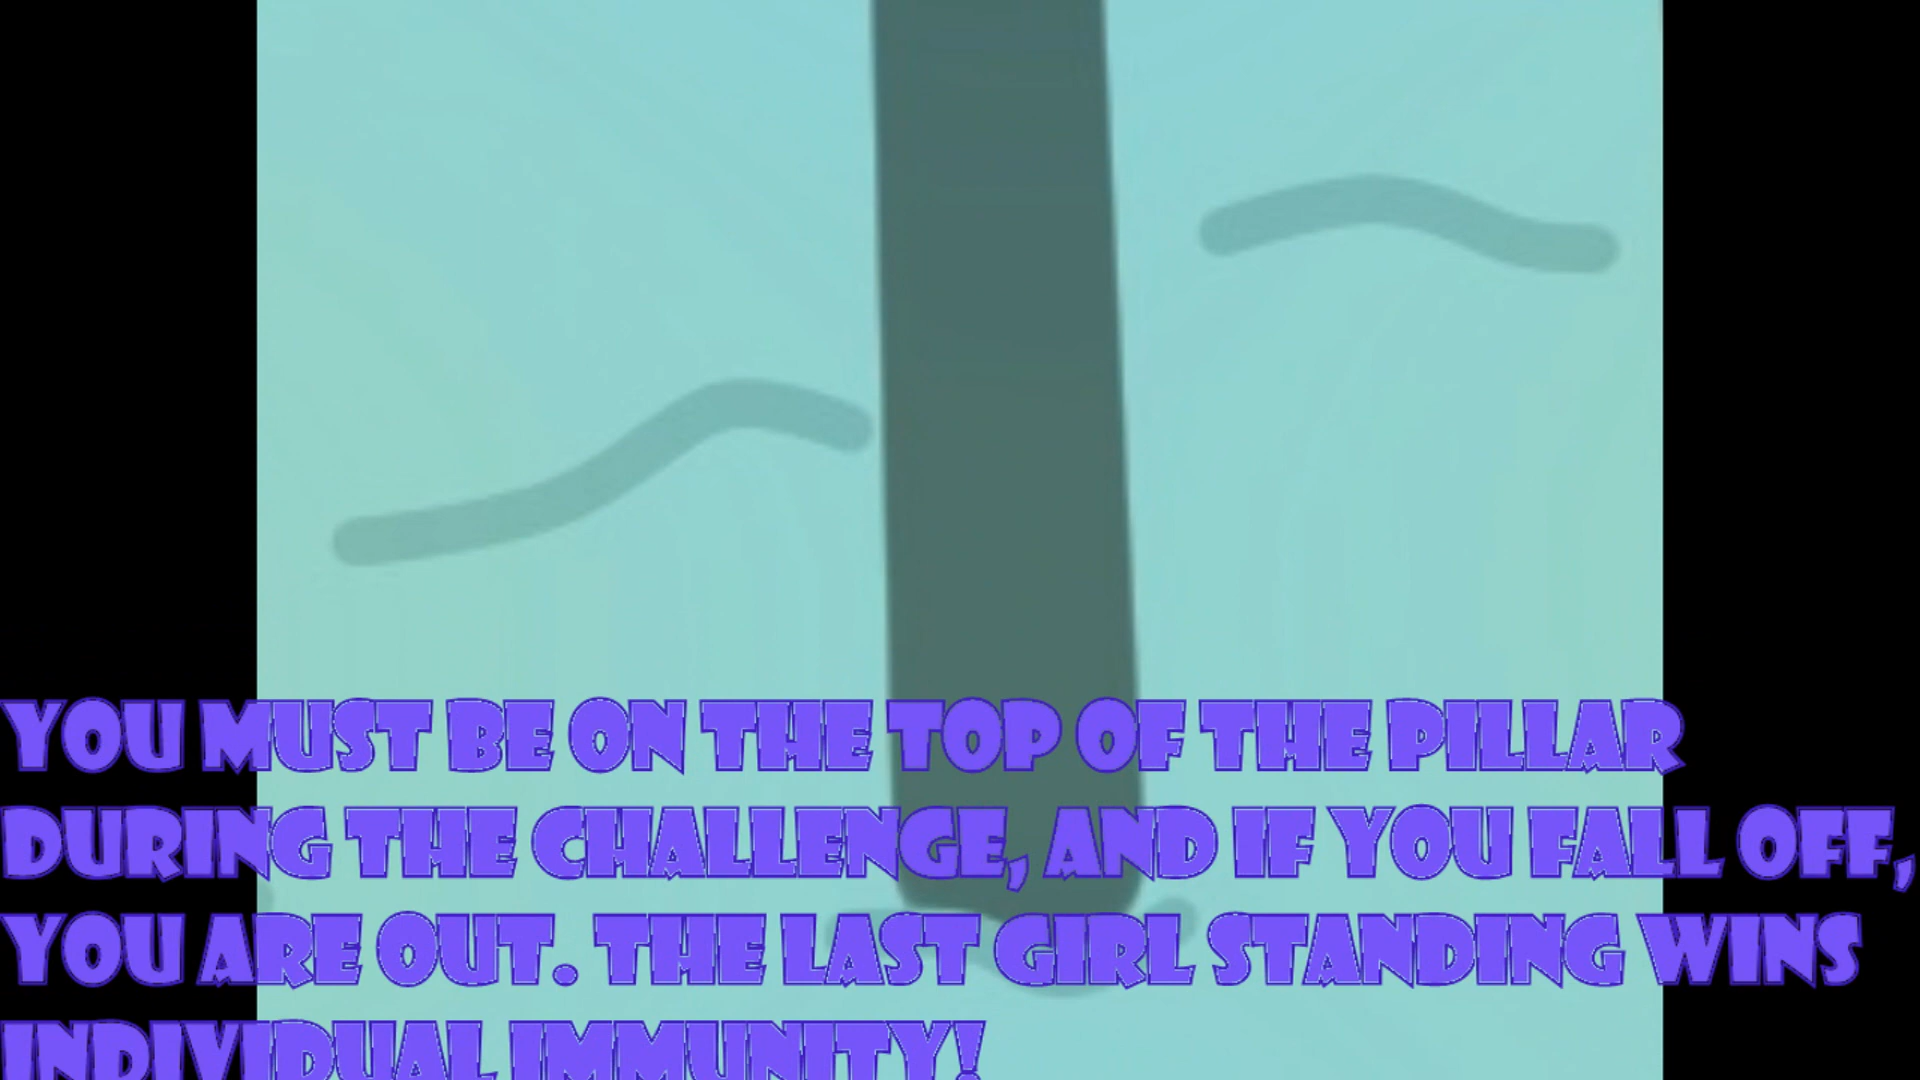 YOU MUST BE ON THE TOP OF THE PILLAR
DURING THE CHALLENGE, AND IF YOU FALL OFF,
YOU ARE OUT. THE LAST GIRL STANDING WINS
INDIVIDUAL IMMUNITY!